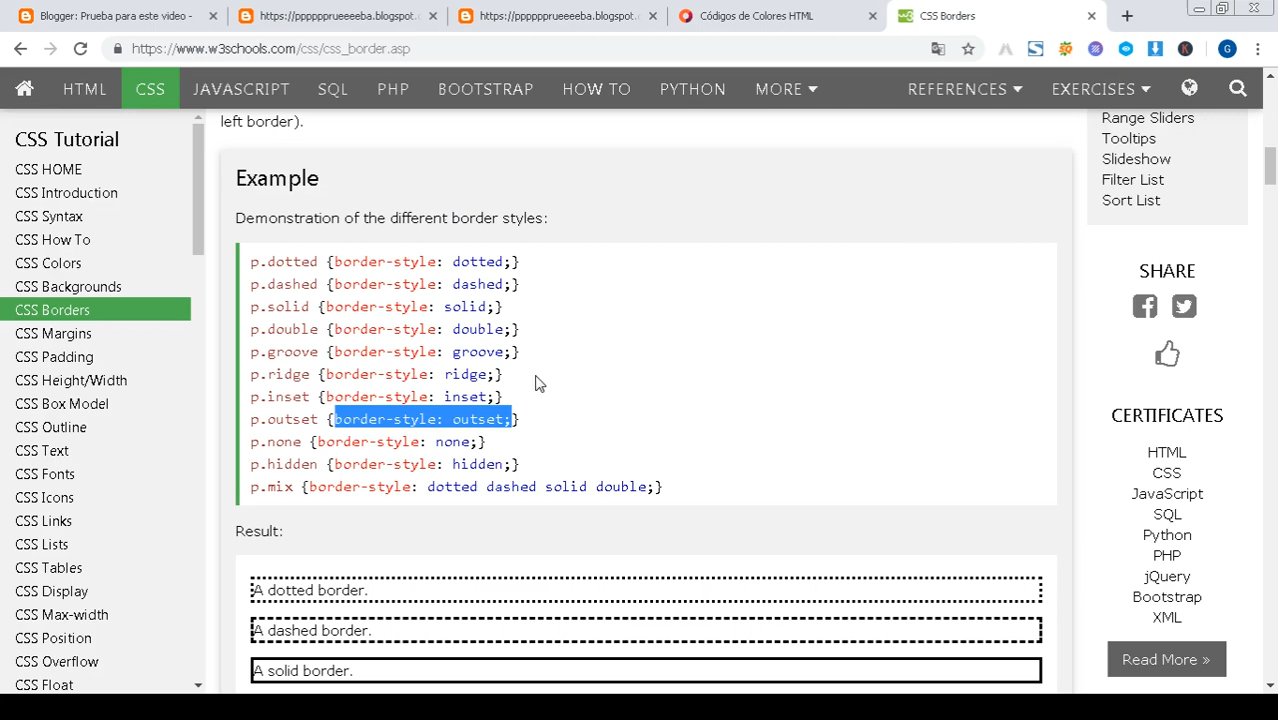 Blogger: Prueba para este video -
https://ppppppprueeeeba.blogspot.
https://ppppppprueeeeba.blogspot.
Códigos de Colores HTML
CSS Borders
https://www.w3schools.com/css/css_border.asp
HTML
CSS
JAVASCRIPT
SQL
PHP
BOOTSTRAP
HOW TO
PYTHON
MORE
REFERENCES
EXERCISES
CSS Tutorial
CSS HOME
CSS Introduction
CSS Syntax
CSS How To
CSS Colors
CSS Backgrounds
CSS Borders
CSS Margins
CSS Padding
CSS Height/Width
CSS Box Model
CSS Outline
CSS Text
CSS Fonts
CSS Icons
CSS Links
CSS Lists
CSS Tables
CSS Display
CSS Max-width
CSS Position
CSS Overflow
CSS Float
left border).
Example
Demonstration of the different border styles:
p.dotted {border-style: dotted;}
p.dashed {border-style: dashed;}
p.solid {border-style: solid;}
p.double {border-style: double;}
p.groove {border-style: groove;}
p.ridge {border-style: ridge;}
p.inset {border-style: inset;}
p.outset {border-style: outset;}
p.none {border-style: none;}
p.hidden {border-style: hidden;}
p.mix {border-style: dotted dashed solid double;}
Result:
A dotted border.
A dashed border.
A solid border.
Range Sliders
Tooltips
Slideshow
Filter List
Sort List
SHARE
CERTIFICATES
HTML
CSS
JavaScript
SQL
Python
PHP
jQuery
Bootstrap
XML
Read More »